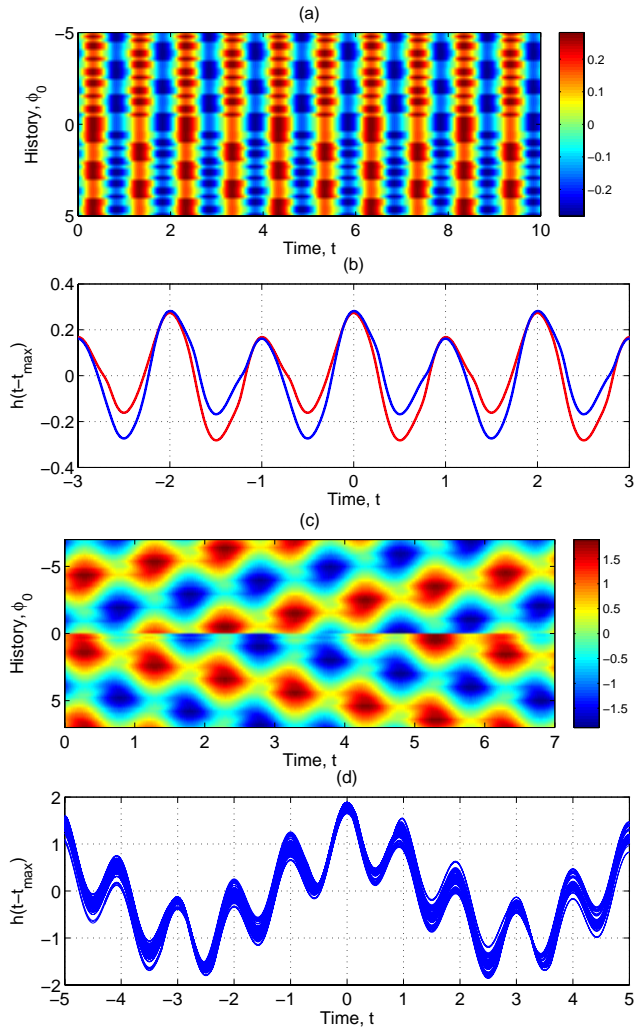 (a)
History, ϕ0
−5
0
5
0 2 4 6 8 10
Time, t
0.2
0.1
0
−0.1
−0.2
(b)
h(t−tmax)
0.4
0.2
0
−0.2
−0.4
−3 −2 −1 0 1 2 3
Time, t
(c)
History, ϕ0
−5
0
5
0 1 2 3 4 5 6 7
Time, t
1.5
1
0.5
0
−0.5
−1
−1.5
(d)
h(t−tmax)
2
1
0
−1
−2
−5 −4 −3 −2 −1 0 1 2 3 4 5
Time, t